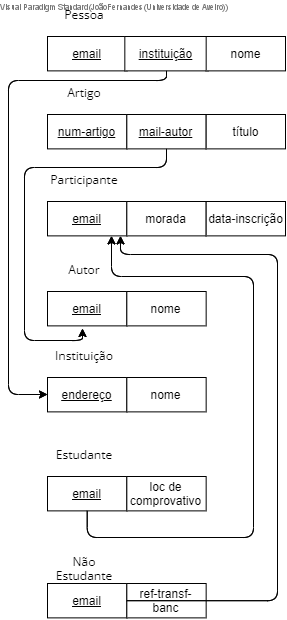 Visual Paradigm Standard(JoãoFernandes (Universidade de Aveiro))
Pessoa
email instituição nome
Artigo
num-artigo mail-autor título
Participante
email morada data-inscrição
Autor
email nome
Instituição
endereço nome
Estudante
email loc de
comprovativo
Não
Estudante
email ref-transf-
banc